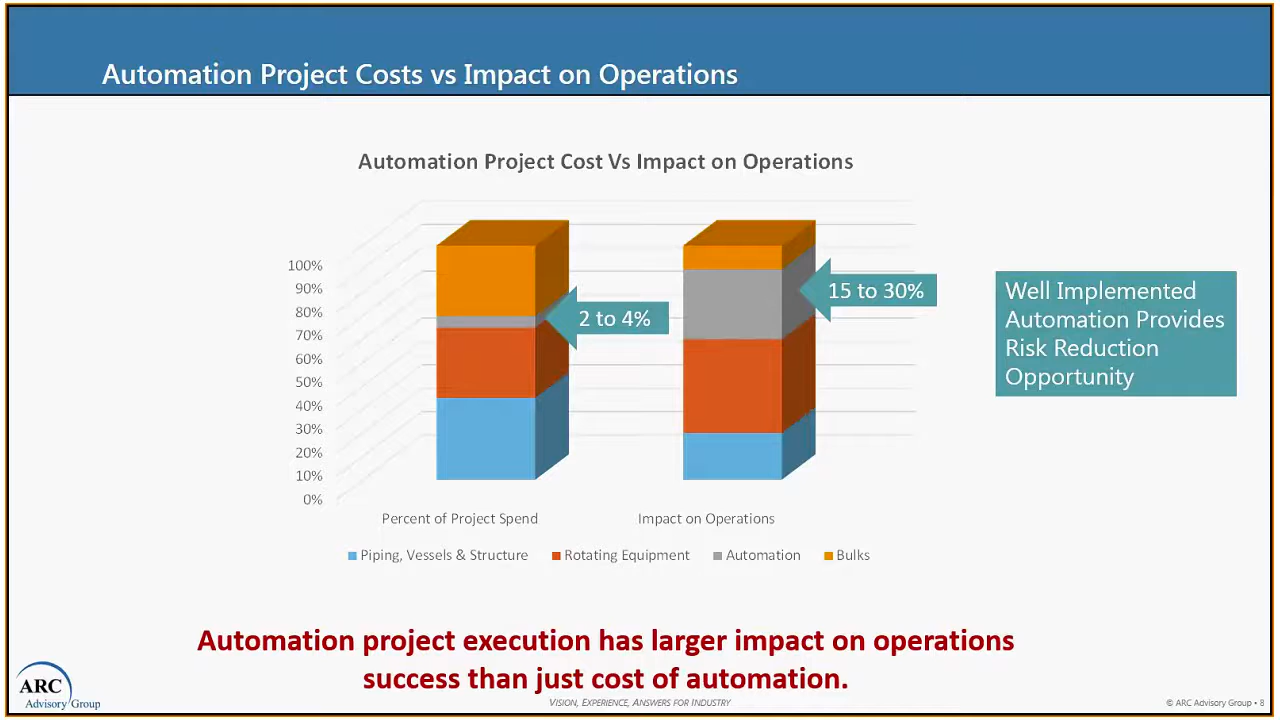 Automation Project Costs vs Impact on Operations
Automation Project Cost Vs Impact on Operations
100%
90%
80%
70%
60%
50%
40%
30%
20%
10%
0%
2 to 4%
15 to 30%
Well Implemented
Automation Provides
Risk Reduction
Opportunity
Percent of Project Spend
Impact on Operations
Piping, Vessels & Structure
Rotating Equipment
Automation
Bulks
Automation project execution has larger impact on operations
success than just cost of automation.
ARC
Advisory Group
VISION, EXPERIENCE, ANSWERS FOR INDUSTRY
© ARC Advisory Group • 8